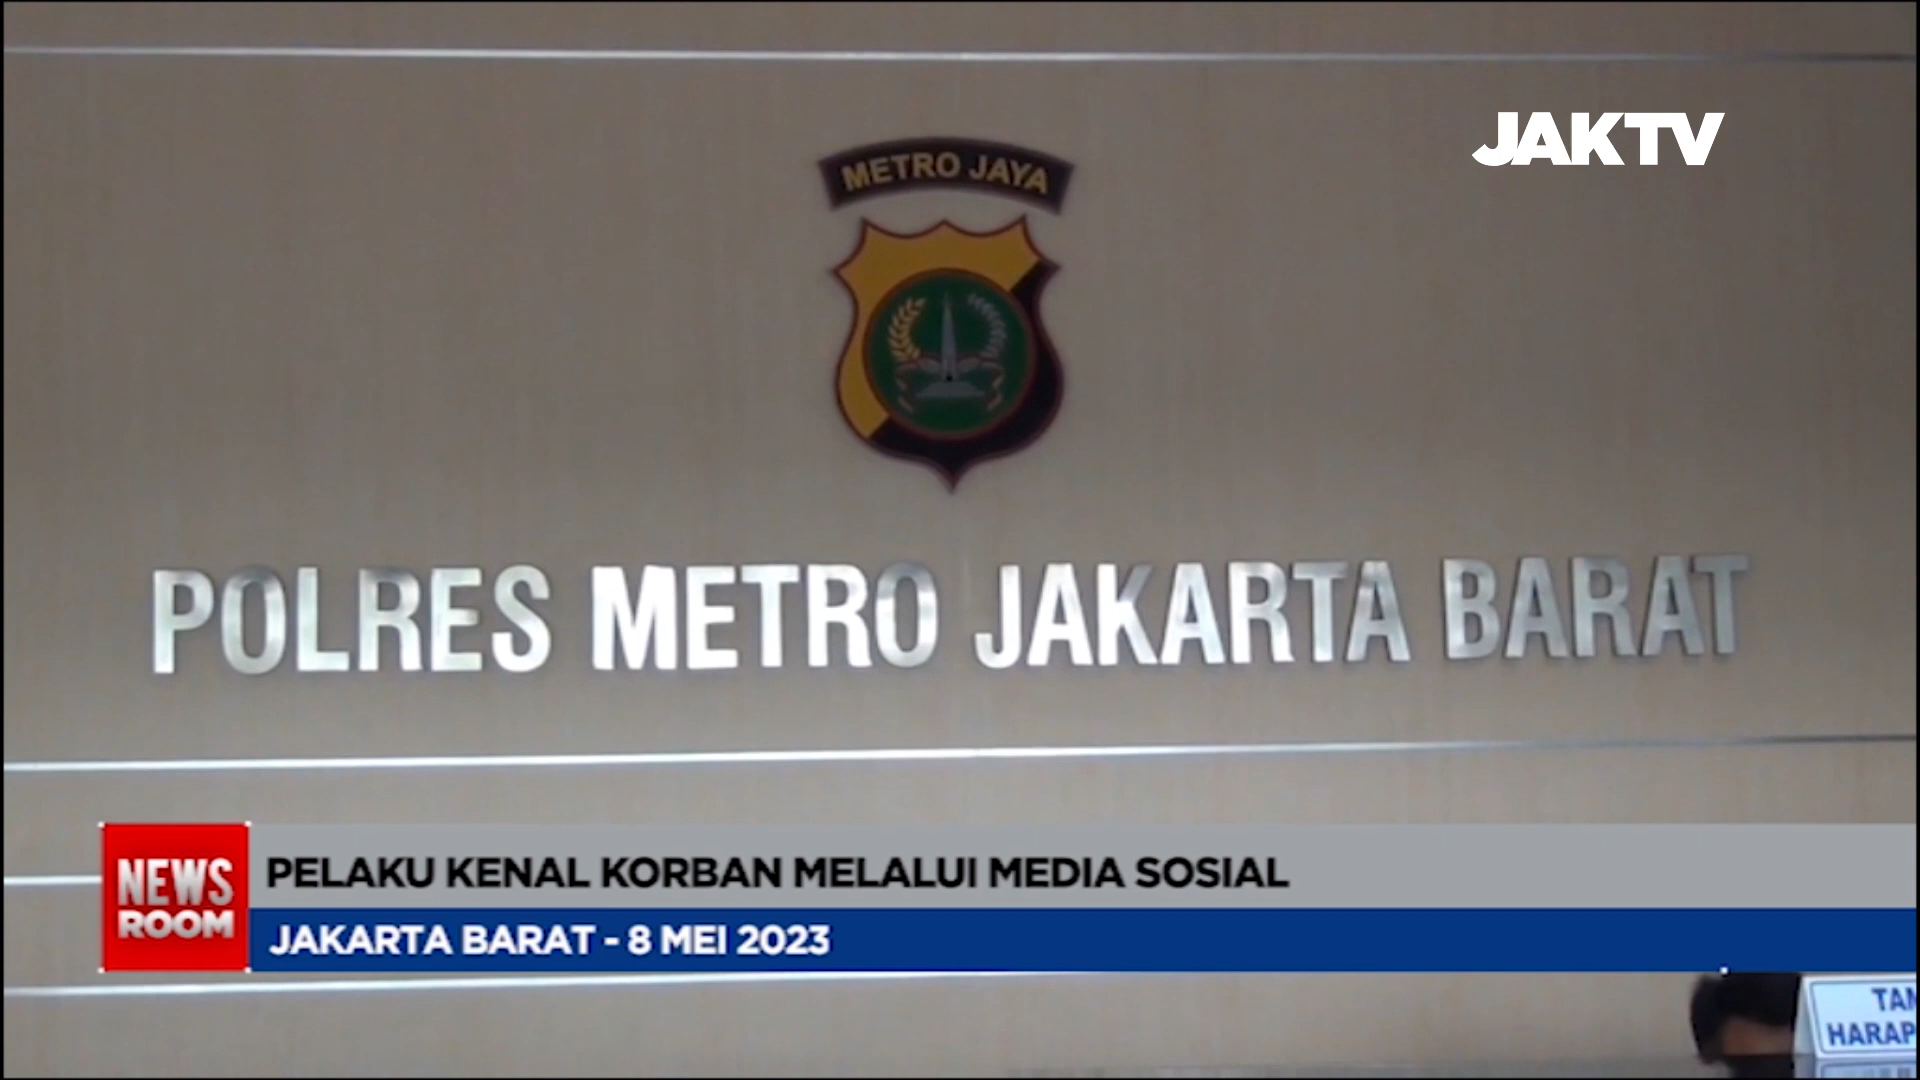 JAKTV
METRO JAYA
POLRES METRO JAKARTA BARAT
NEWS
ROOM
PELAKU KENAL KORBAN MELALUI MEDIA SOSIAL
JAKARTA BARAT - 8 MEI 2023